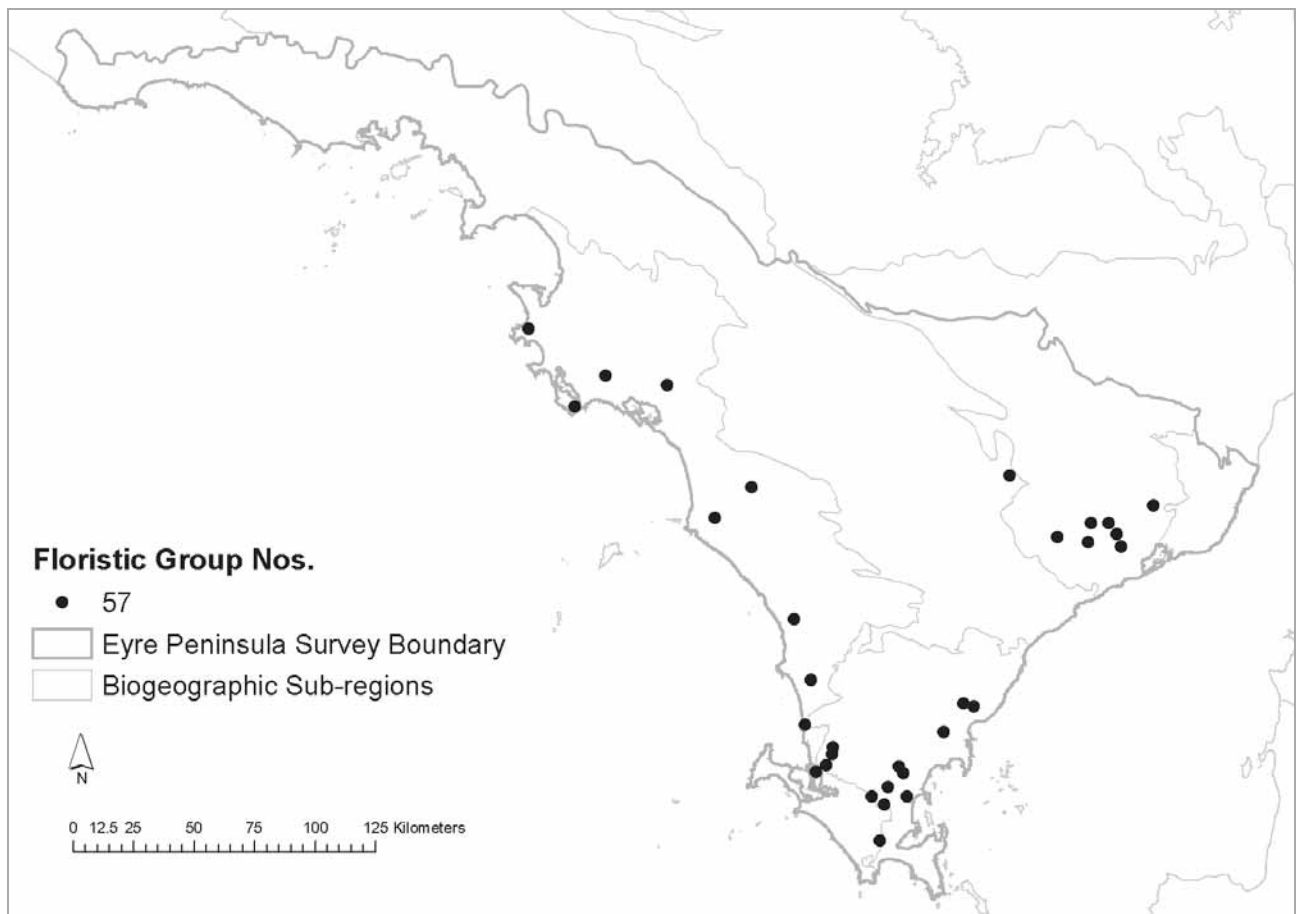 Floristic Group Nos.
57
Eyre Peninsula Survey Boundary
Biogeographic Sub-regions
N
0 12.5 25 50 75 100 125 Kilometers